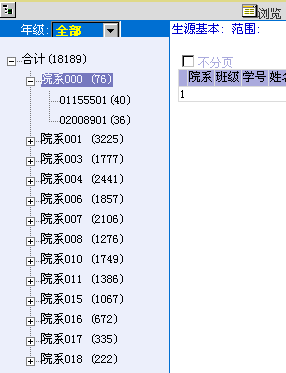 浏览
年级: 全部
生源基本: 范围:
合计(18189)
院系000 (76)
01155501(40)
02008901(36)
院系001 (3225)
院系003 (1777)
院系004 (2441)
院系006 (1857)
院系007 (2106)
院系008 (1276)
院系010 (1749)
院系011 (1386)
院系015 (1067)
院系016 (672)
院系017 (335)
院系018 (222)
不分页
院系 班级 学号 姓名
1